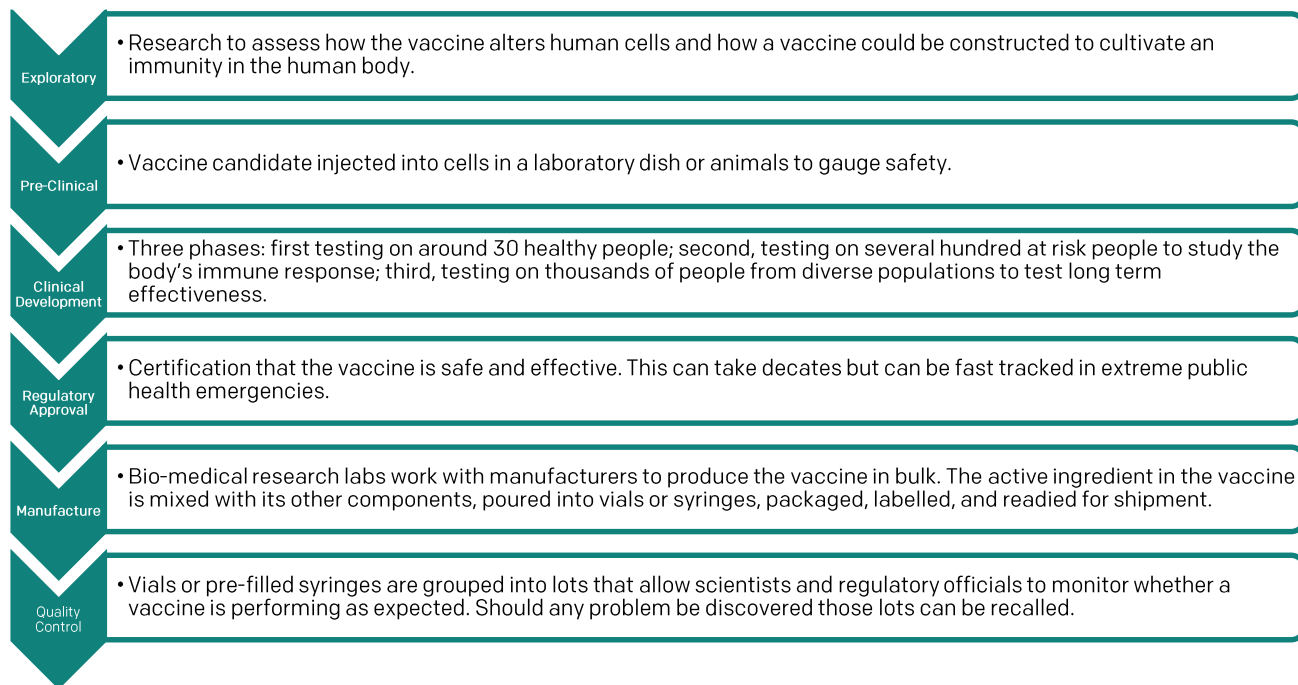 Exploratory
• Research to assess how the vaccine alters human cells and how a vaccine could be constructed to cultivate an
immunity in the human body.
Pre-Clinical
• Vaccine candidate injected into cells in a laboratory dish or animals to gauge safety.
Clinical
Development
• Three phases: first testing on around 30 healthy people; second, testing on several hundred at risk people to study the
body's immune response; third, testing on thousands of people from diverse populations to test long term
effectiveness.
Regulatory
Approval
• Certification that the vaccine is safe and effective. This can take decates but can be fast tracked in extreme public
health emergencies.
Manufacture
• Bio-medical research labs work with manufacturers to produce the vaccine in bulk. The active ingredient in the vaccine
is mixed with its other components, poured into vials or syringes, packaged, labelled, and readied for shipment.
Quality
Control
• Vials or pre-filled syringes are grouped into lots that allow scientists and regulatory officials to monitor whether a
vaccine is performing as expected. Should any problem be discovered those lots can be recalled.